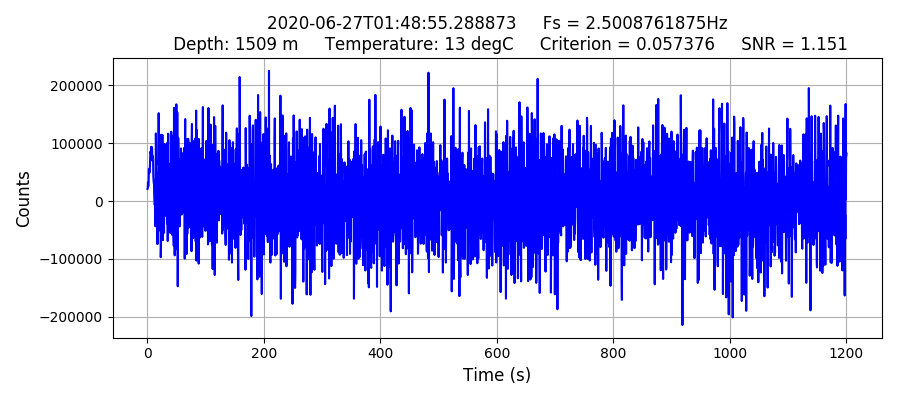 2020-06-27T01:48:55.288873 Fs = 2.5008761875Hz
Depth: 1509 m Temperature: 13 degC Criterion = 0.057376 SNR = 1.151
200000
100000
0
−100000
−200000
Counts
0 200 400 600 800 1000 1200
Time (s)